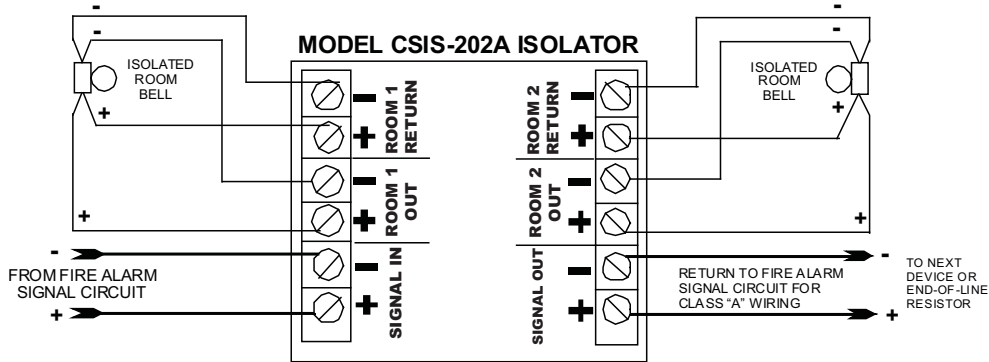 -
-
MODEL CSIS-202A ISOLATOR
-
-
ISOLATED
ROOM
BELL
+
+
- ROOM 1
+ RETURN
- ROOM 1
+ OUT
- SIGNAL IN
+
- ROOM 2
+ RETURN
- ROOM 2
+ OUT
- SIGNAL OUT
+
ISOLATED
ROOM
BELL
+
+
-
FROM FIRE ALARM
SIGNAL CIRCUIT
+
RETURN TO FIRE ALARM
SIGNAL CIRCUIT FOR
CLASS "A" WIRING
-
+
TO NEXT
DEVICE OR
END-OF-LINE
RESISTOR